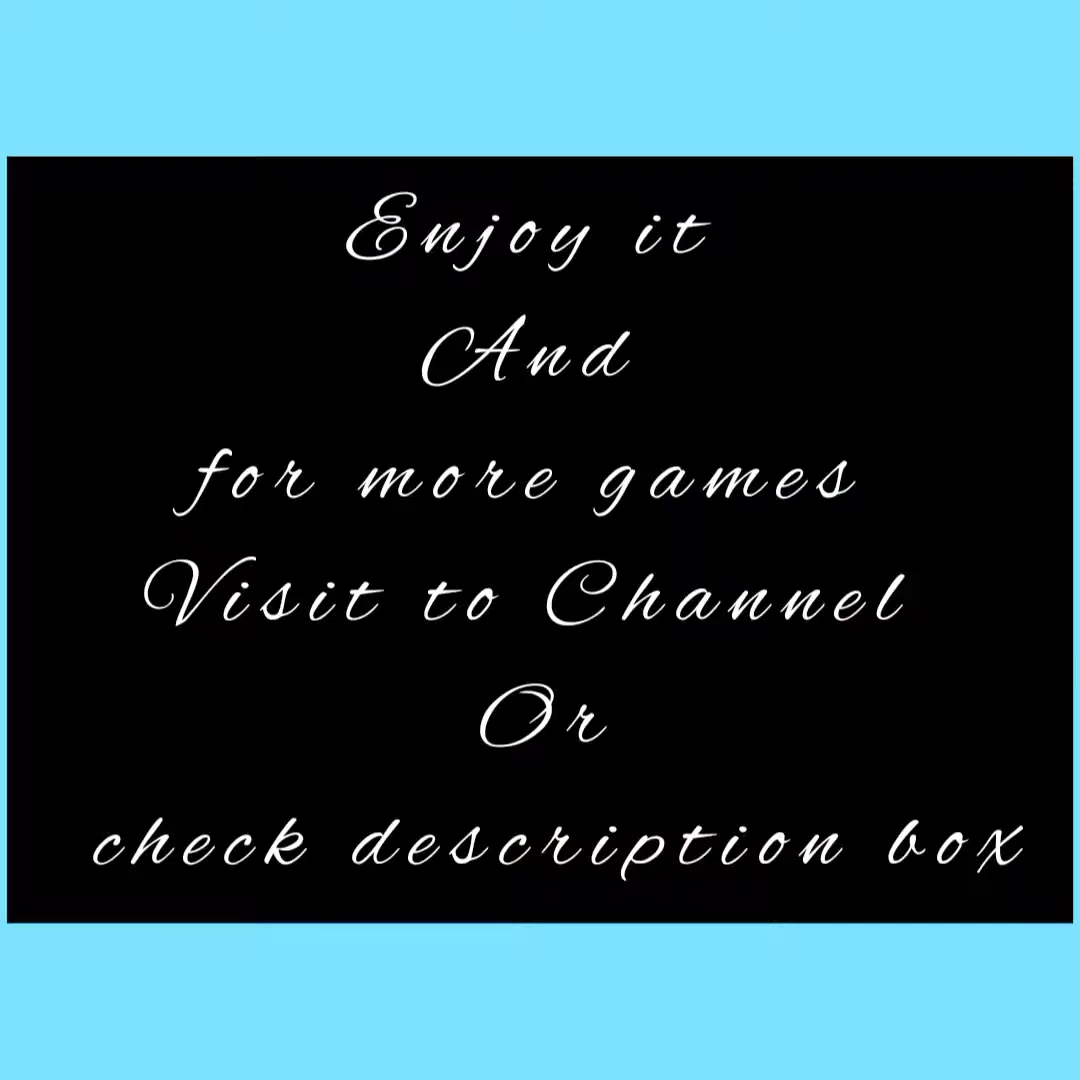 Enjoy it
And
for more games
Visit to Channel
Or
check description box